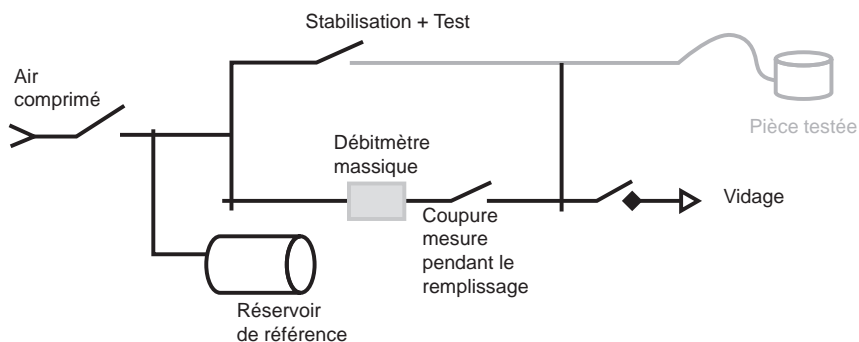 Stabilisation + Test
Air
comprimé
Pièce testée
Débitmètre
massique
Vidage
Coupure
mesure
pendant le
remplissage
Réservoir
de référence